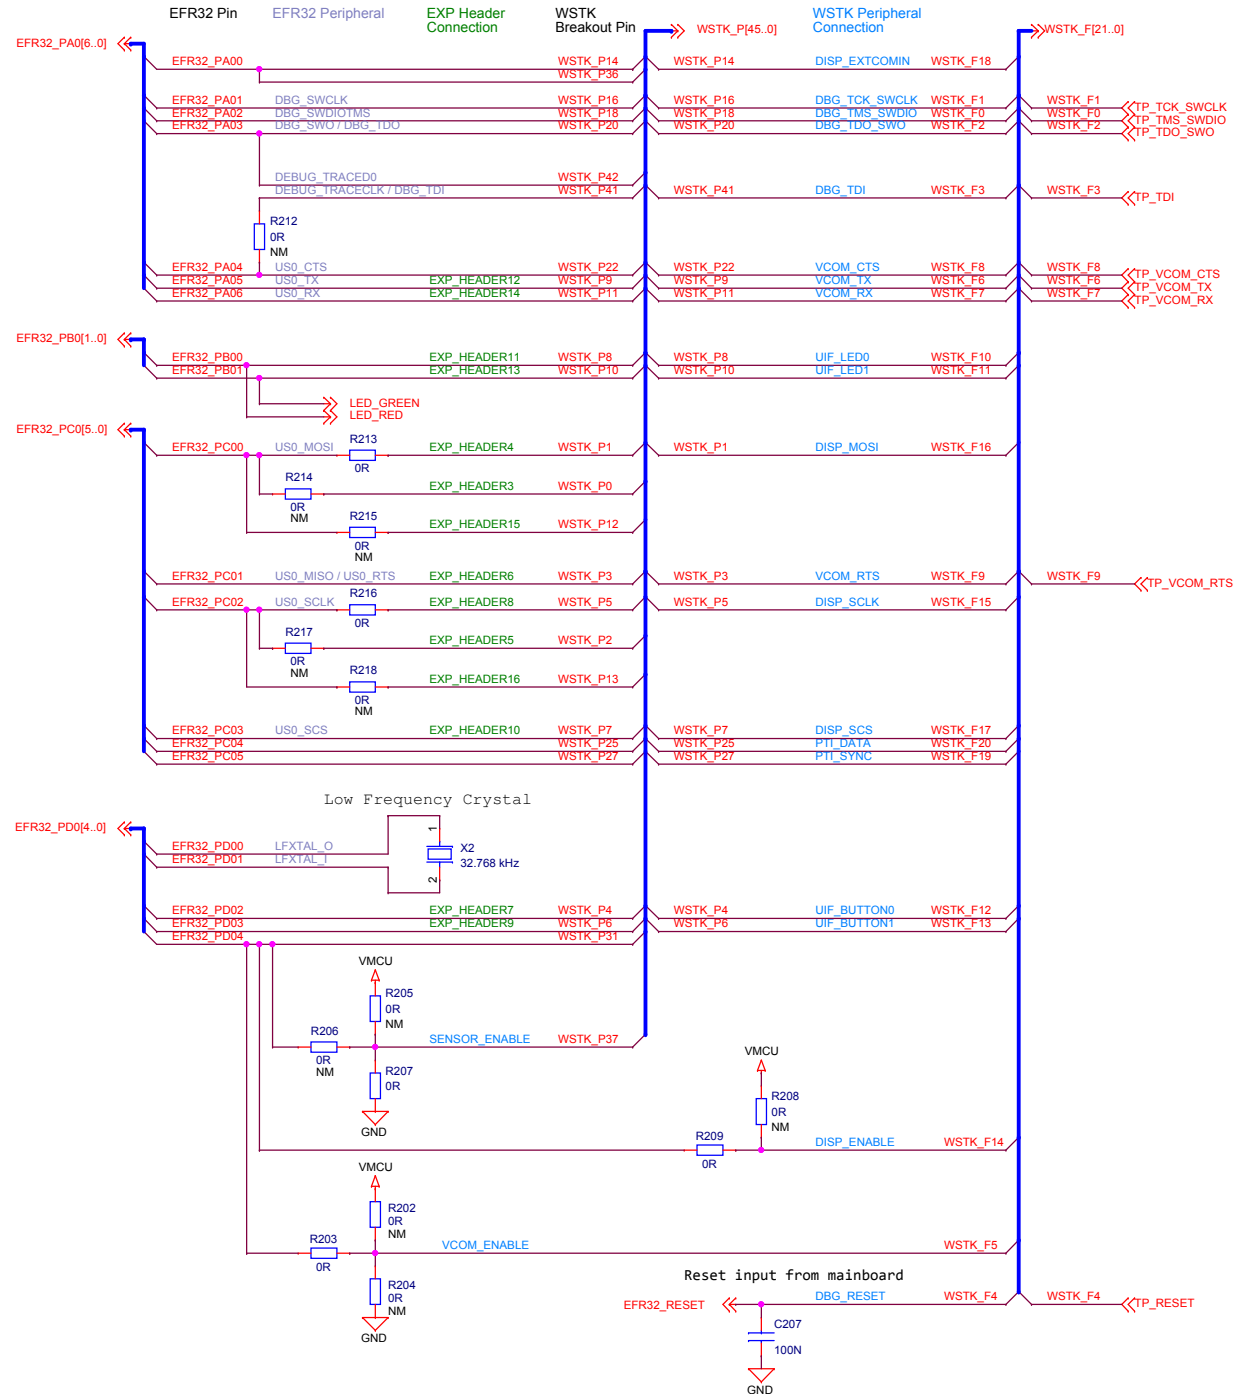 EFR32 Pin EFR32 Peripheral EXP Header Connection WSTK Breakout Pin WSTK_P[45..0] WSTK Peripheral Connection WSTK_F[21..0]
EFR32_PA0[6..0]
EFR32_PA00 WSTK_P14 WSTK_P14 DISP_EXTCOMIN WSTK_F18
WSTK_P36
EFR32_PA01 DBG_SWCLK WSTK_P16 WSTK_P16 DBG_TCK_SWCLK WSTK_F1 WSTK_F1 TP_TCK_SWCLK
EFR32_PA02 DBG_SWDIOTMS WSTK_P18 WSTK_P18 DBG_TMS_SWDIO WSTK_F0 WSTK_F0 TP_TMS_SWDIO
EFR32_PA03 DBG_SWO / DBG_TDO WSTK_P20 WSTK_P20 DBG_TDO_SWO WSTK_F2 WSTK_F2 TP_TDO_SWO
DEBUG_TRACED0 WSTK_P42
DEBUG_TRACECLK / DBG_TDI WSTK_P41 WSTK_P41 DBG_TDI WSTK_F3 WSTK_F3 TP_TDI
R212
0R
NM
EFR32_PA04 US0_CTS WSTK_P22 WSTK_P22 VCOM_CTS WSTK_F8 WSTK_F8 TP_VCOM_CTS
EFR32_PA05 US0_TX EXP_HEADER12 WSTK_P9 WSTK_P9 VCOM_TX WSTK_F6 WSTK_F6 TP_VCOM_TX
EFR32_PA06 US0_RX EXP_HEADER14 WSTK_P11 WSTK_P11 VCOM_RX WSTK_F7 WSTK_F7 TP_VCOM_RX
EFR32_PB0[1..0]
EFR32_PB00 EXP_HEADER11 WSTK_P8 WSTK_P8 UIF_LED0 WSTK_F10
EFR32_PB01 EXP_HEADER13 WSTK_P10 WSTK_P10 UIF_LED1 WSTK_F11
LED_GREEN
LED_RED
EFR32_PC0[5..0]
EFR32_PC00 US0_MOSI R213 0R EXP_HEADER4 WSTK_P1 WSTK_P1 DISP_MOSI WSTK_F16
R214 0R NM EXP_HEADER3 WSTK_P0
R215 0R NM EXP_HEADER15 WSTK_P12
EFR32_PC01 US0_MISO / US0_RTS EXP_HEADER6 WSTK_P3 WSTK_P3 VCOM_RTS WSTK_F9 WSTK_F9 TP_VCOM_RTS
EFR32_PC02 US0_SCLK R216 0R EXP_HEADER8 WSTK_P5 WSTK_P5 DISP_SCLK WSTK_F15
R217 0R NM EXP_HEADER5 WSTK_P2
R218 0R NM EXP_HEADER16 WSTK_P13
EFR32_PC03 US0_SCS EXP_HEADER10 WSTK_P7 WSTK_P7 DISP_SCS WSTK_F17
EFR32_PC04 WSTK_P25 WSTK_P25 PTI_DATA WSTK_F20
EFR32_PC05 WSTK_P27 WSTK_P27 PTI_SYNC WSTK_F19
Low Frequency Crystal
EFR32_PD0[4..0]
EFR32_PD00 LFXTAL_O
EFR32_PD01 LFXTAL_I
1
X2
32.768 kHz
2
EFR32_PD02 EXP_HEADER7 WSTK_P4 WSTK_P4 UIF_BUTTON0 WSTK_F12
EFR32_PD03 EXP_HEADER9 WSTK_P6 WSTK_P6 UIF_BUTTON1 WSTK_F13
EFR32_PD04 WSTK_P31
VMCU
R205
0R
NM
R206 0R NM SENSOR_ENABLE WSTK_P37
R207
0R
GND
VMCU
R208
0R
NM
R209 0R DISP_ENABLE WSTK_F14
VMCU
R202
0R
NM
R203 0R VCOM_ENABLE WSTK_F5
R204
0R
NM
GND
Reset input from mainboard
EFR32_RESET DBG_RESET WSTK_F4 WSTK_F4 TP_RESET
C207
100N
GND